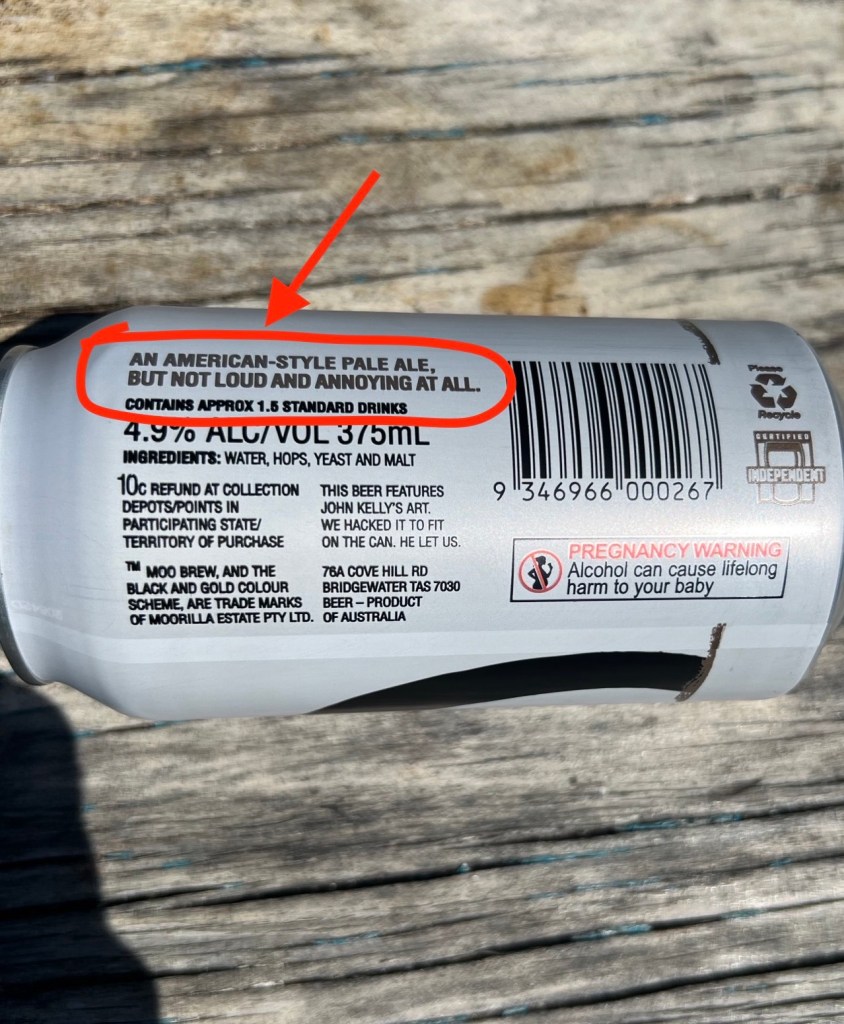 AN AMERICAN-STYLE PALE ALE,
BUT NOT LOUD AND ANNOYING AT ALL.
CONTAINS APPROX 1.5 STANDARD DRINKS
4.9% ALC/VOL 375mL
INGREDIENTS: WATER, HOPS, YEAST AND MALT
10c REFUND AT COLLECTION
DEPOTS/POINTS IN
PARTICIPATING STATE/
TERRITORY OF PURCHASE
THIS BEER FEATURES
JOHN KELLY'S ART.
WE HACKED IT TO FIT
ON THE CAN. HE LET US.
™ MOO BREW, AND THE
BLACK AND GOLD COLOUR
SCHEME, ARE TRADE MARKS
OF MOORILLA ESTATE PTY LTD.
76A COVE HILL RD
BRIDGEWATER TAS 7030
BEER – PRODUCT
OF AUSTRALIA
9 346966 000267
Please
Recycle
CERTIFIED
INDEPENDENT
PREGNANCY WARNING
Alcohol can cause lifelong
harm to your baby